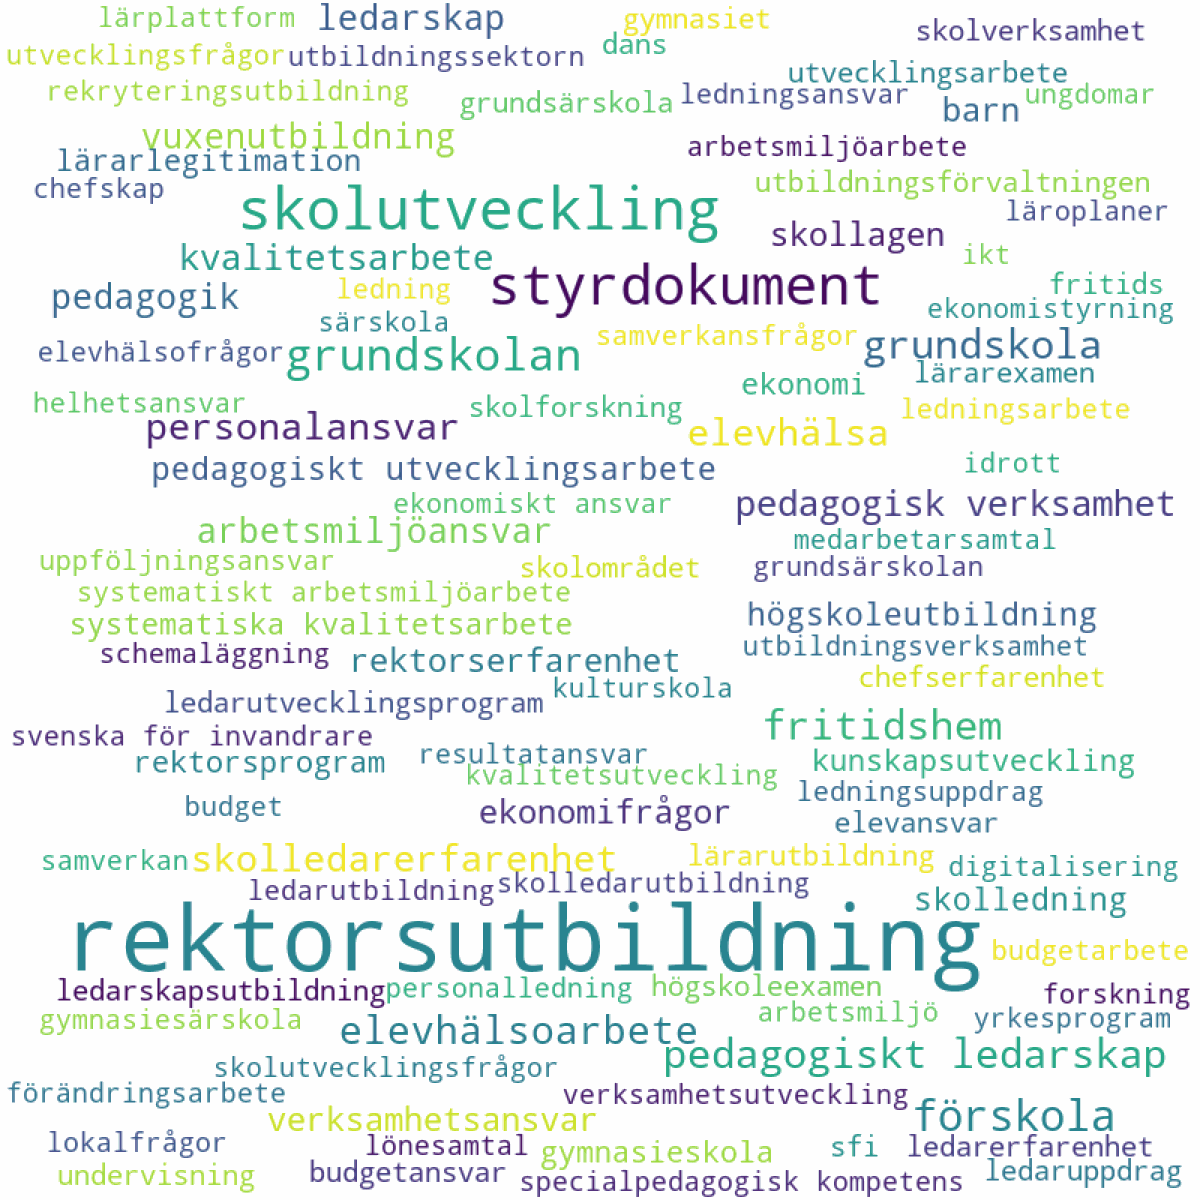 lärplattform ledarskap gymnasiet skolverksamhet
utvecklingsfrågor utbildningssektorn dans
rekryteringsutbildning grundsärskola ledningsansvar utvecklingsarbete
barn ungdomar
vuxenutbildning arbetsmiljöarbete
lärarlegitimation
chefskap utbildningsförvaltningen
skolutveckling läroplaner
skollagen
kvalitetsarbete ikt
styrdokument fritids
pedagogik ledning ekonomistyrning
särskola samverkansfrågor
elevhälsofrågor grundskolan grundskola
ekonomi lärarexamen
helhetsansvar skolforskning ledningsarbete
personalansvar elevhälsa
pedagogiskt utvecklingsarbete idrott
ekonomiskt ansvar pedagogisk verksamhet
arbetsmiljöansvar medarbetarsamtal
uppföljningsansvar skolområdet grundsärskolan
systematiskt arbetsmiljöarbete
systematiska kvalitetsarbete högskoleutbildning
schemaläggning rektorserfarenhet utbildningsverksamhet
kulturskola chefserfarenhet
ledarutvecklingsprogram
svenska för invandrare fritidshem
rektorsprogram resultatansvar kunskapsutveckling
kvalitetsutveckling
budget ekonomifrågor ledningsuppdrag
elevansvar
samverkan skolledarerfarenhet lärarutbildning digitalisering
ledarutbildning skolledarutbildning skolledning
rektorsutbildning budgetarbete
ledarskapsutbildning personalledning högskoleexamen forskning
gymnasiesärskola elevhälsoarbete arbetsmiljö yrkesprogram
skolutvecklingsfrågor pedagogiskt ledarskap
förändringsarbete verksamhetsutveckling
verksamhetsansvar förskola
lokalfrågor lönesamtal gymnasieskola sfi ledarerfarenhet
undervisning budgetansvar specialpedagogisk kompetens ledaruppdrag